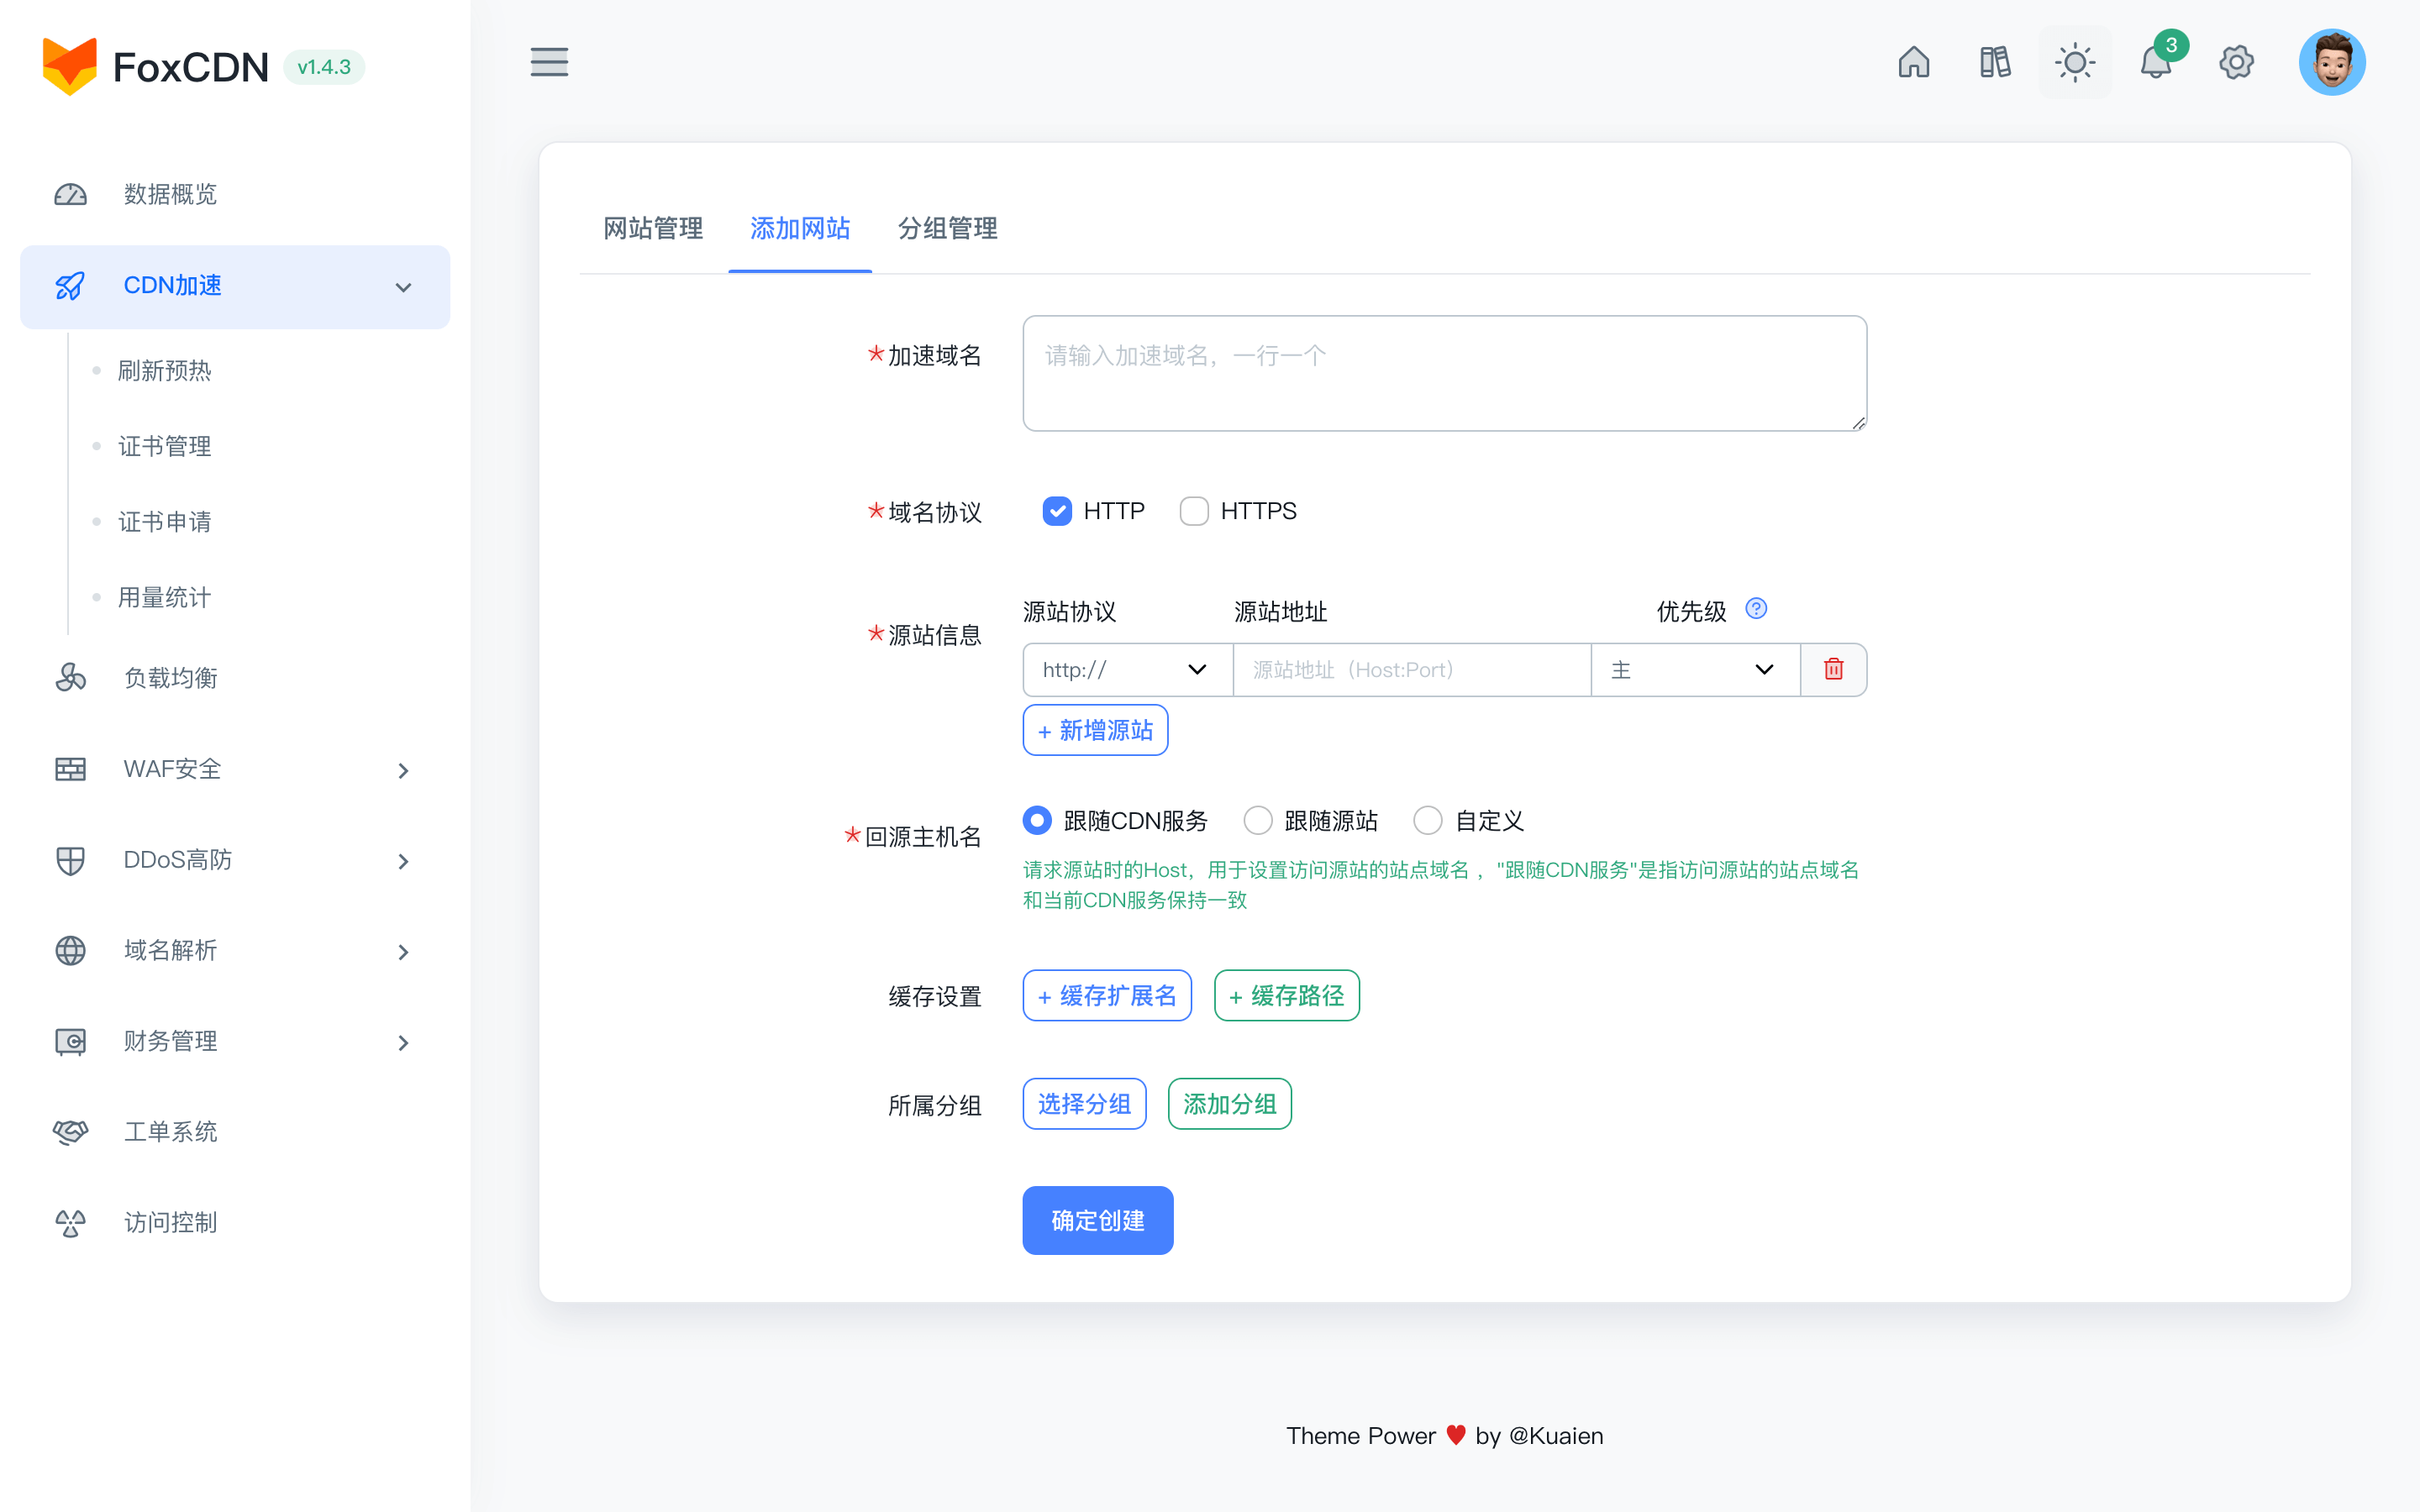 FoxCDN v1.4.3
3
数据概览
CDN加速
刷新预热
证书管理
证书申请
用量统计
负载均衡
WAF安全
DDoS高防
域名解析
财务管理
工单系统
访问控制
网站管理 添加网站 分组管理
*加速域名 请输入加速域名，一行一个
*域名协议 HTTP HTTPS
源站协议 源站地址 优先级 ?
*源站信息
http:// 源站地址（Host:Port） 主
+ 新增源站
*回源主机名 跟随CDN服务 跟随源站 自定义
请求源站时的Host，用于设置访问源站的站点域名 ，"跟随CDN服务"是指访问源站的站点域名
和当前CDN服务保持一致
缓存设置 + 缓存扩展名 + 缓存路径
所属分组 选择分组 添加分组
确定创建
Theme Power ♥ by @Kuaien